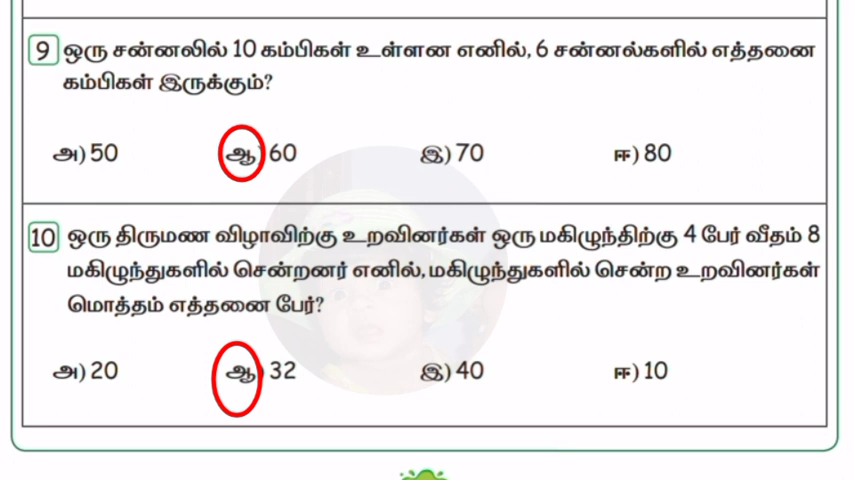 9 ஒரு சன்னலில் 10 கம்பிகள் உள்ளன எனில், 6 சன்னல்களில் எத்தனை
கம்பிகள் இருக்கும்?
அ) 50 ஆ) 60 இ) 70 ஈ) 80
10 ஒரு திருமண விழாவிற்கு உறவினர்கள் ஒரு மகிழுந்திற்கு 4 பேர் வீதம் 8
மகிழுந்துகளில் சென்றனர் எனில், மகிழுந்துகளில் சென்ற உறவினர்கள்
மொத்தம் எத்தனை பேர்?
அ) 20 ஆ) 32 இ) 40 ஈ) 10